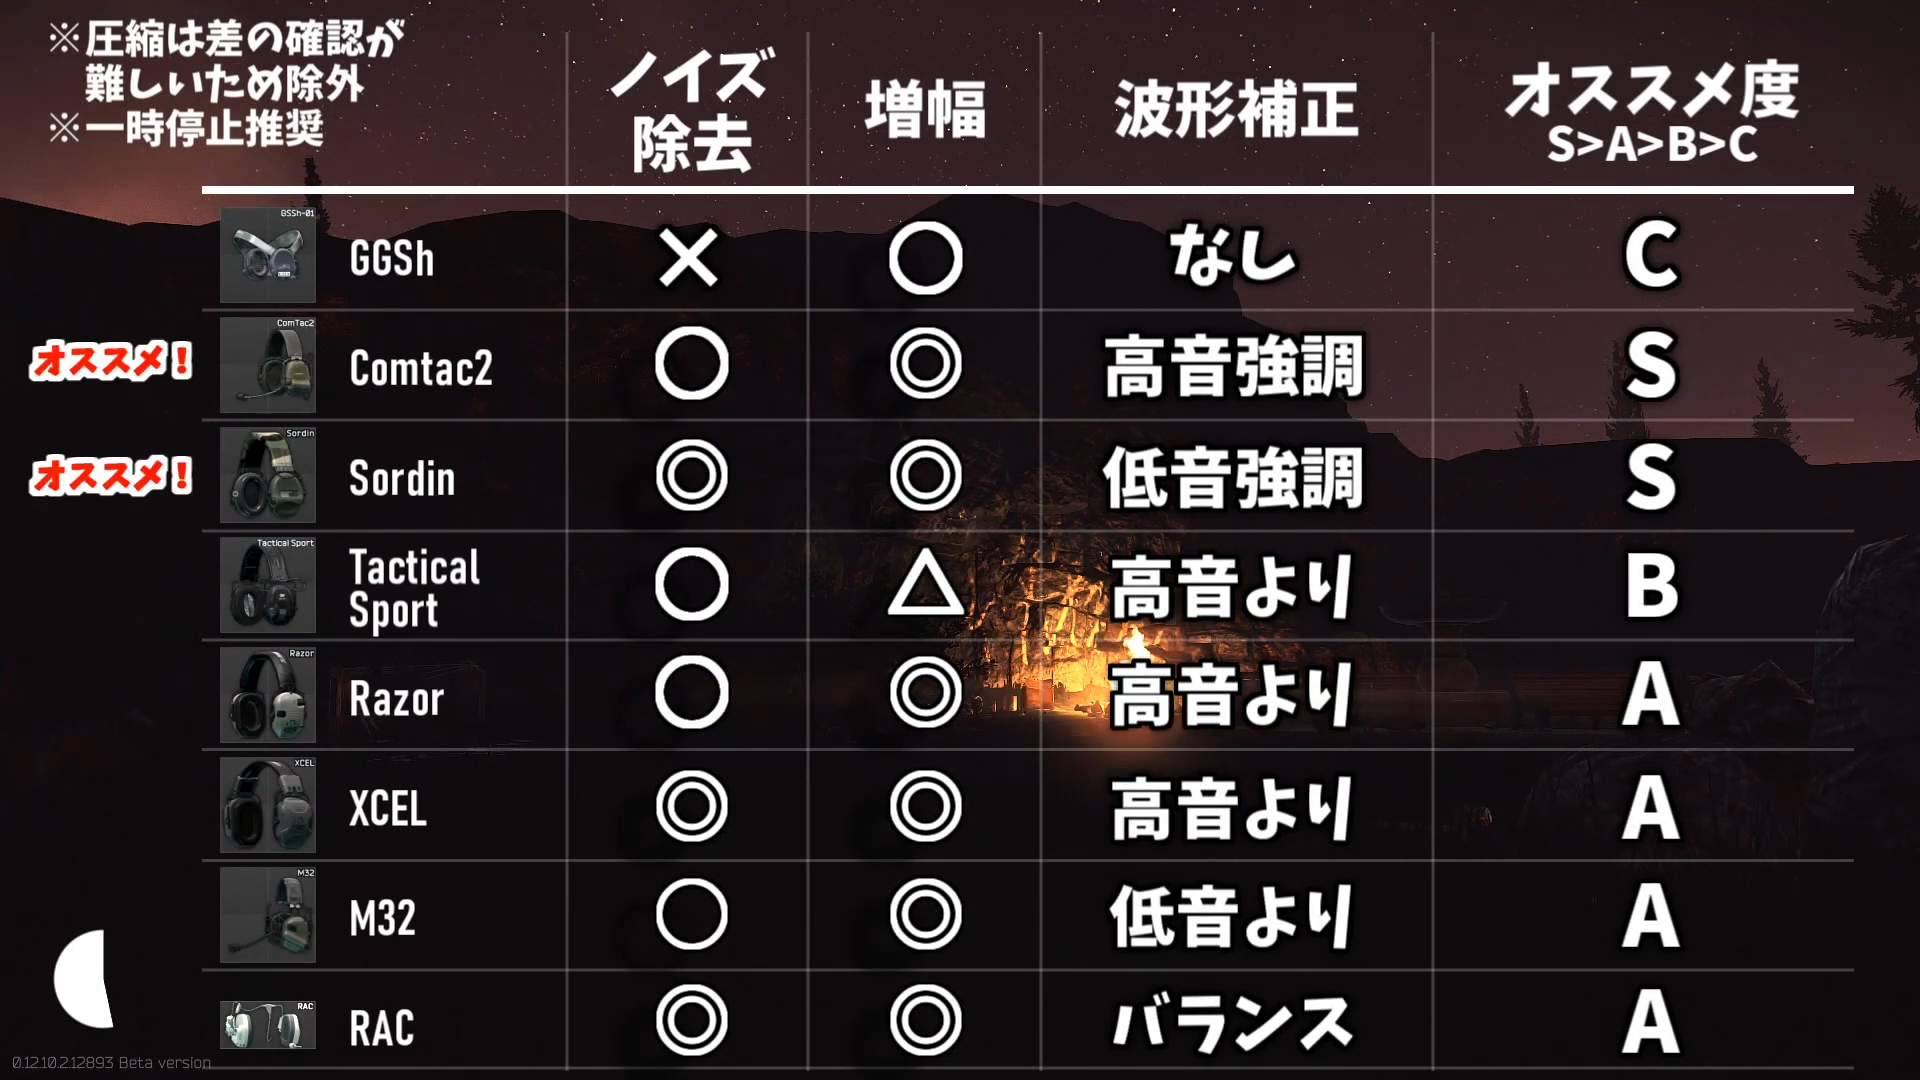 ※圧縮は差の確認が
難しいため除外
※一時停止推奨
ノイズ
除去
増幅
波形補正
オススメ度
S>A>B>C
GSSh-01
GGSh
×
○
なし
C
オススメ！
ComTac2
Comtac2
○
◎
高音強調
S
オススメ！
Sordin
Sordin
◎
◎
低音強調
S
Tactical Sport
Tactical
Sport
○
△
高音より
B
Razor
Razor
○
◎
高音より
A
XCEL
XCEL
◎
◎
高音より
A
M32
M32
○
◎
低音より
A
RAC
RAC
◎
◎
バランス
A
0.12.10.2.12893 Beta version